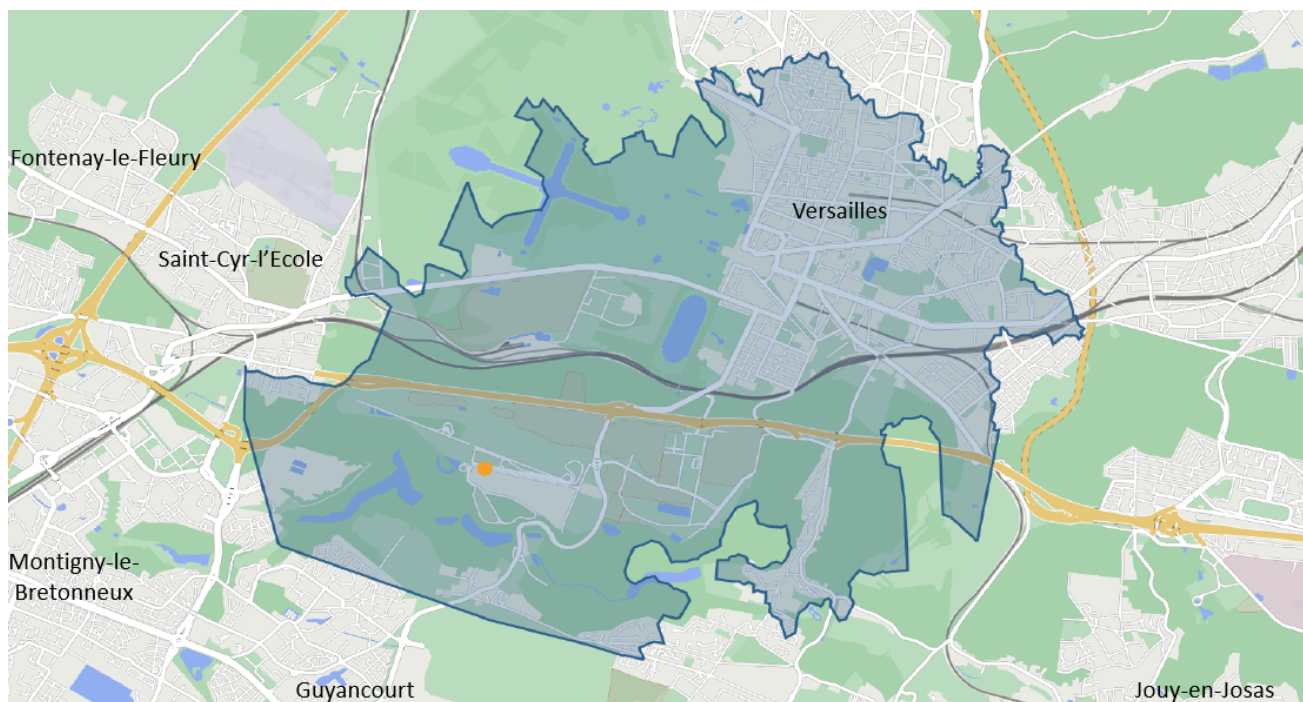 Fontenay-le-Fleury
Versailles
Saint-Cyr-l'Ecole
Montigny-le-
Bretonneux
Guyancourt
Jouy-en-Josas